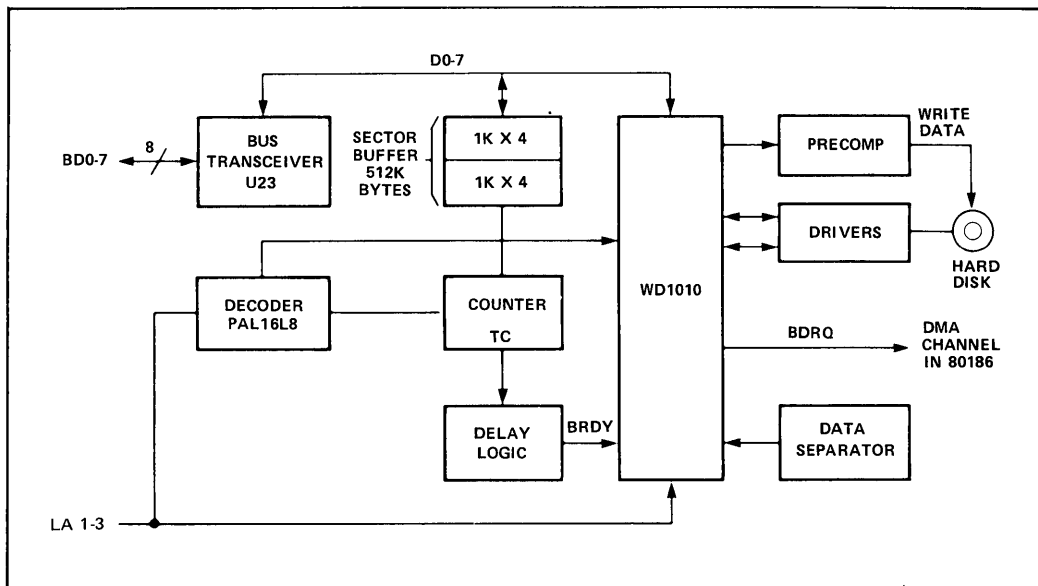 D0-7
BD0-7
8
BUS
TRANSCEIVER
U23
SECTOR
BUFFER
512K
BYTES
1K X 4
1K X 4
WD1010
PRECOMP
WRITE
DATA
DRIVERS
HARD
DISK
DECODER
PAL16L8
COUNTER
TC
BDRQ
DMA
CHANNEL
IN 80186
DELAY
LOGIC
BRDY
DATA
SEPARATOR
LA 1-3